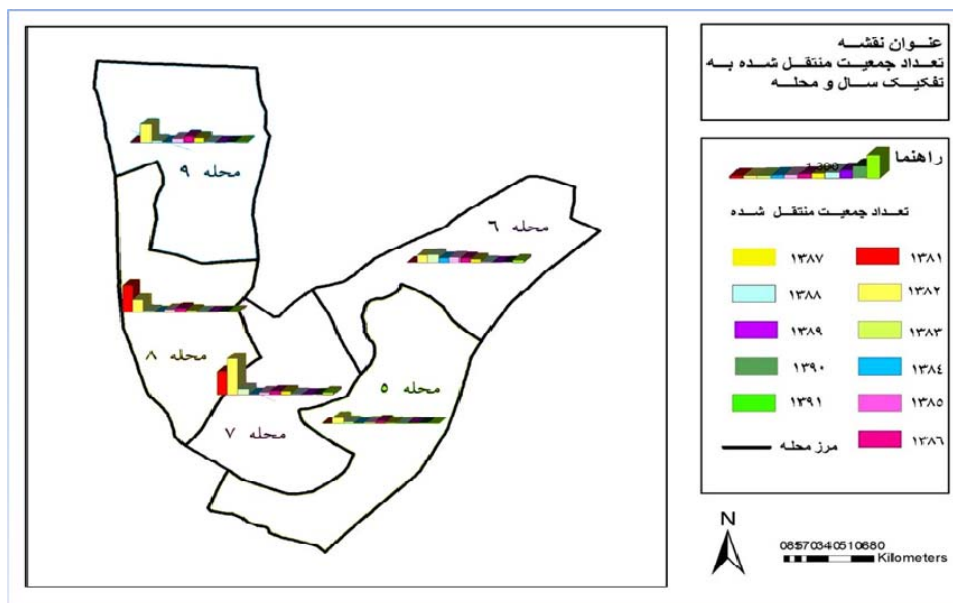 عنوان نقشه
تعداد جمعیت منتقل شده به
تفکیک سال و محله
راهنما
1,300
تعداد جمعیت منتقل شده
۱۳۸۱
۱۳۸۷
۱۳۸۲
۱۳۸۸
۱۳۸۳
۱۳۸۹
۱۳۸۴
۱۳۹۰
۱۳۸۵
۱۳۹۱
۱۳۸۶
مرز محله
محله ۹
محله ۶
محله ۸
محله ۵
محله ۷
N
Kilometers